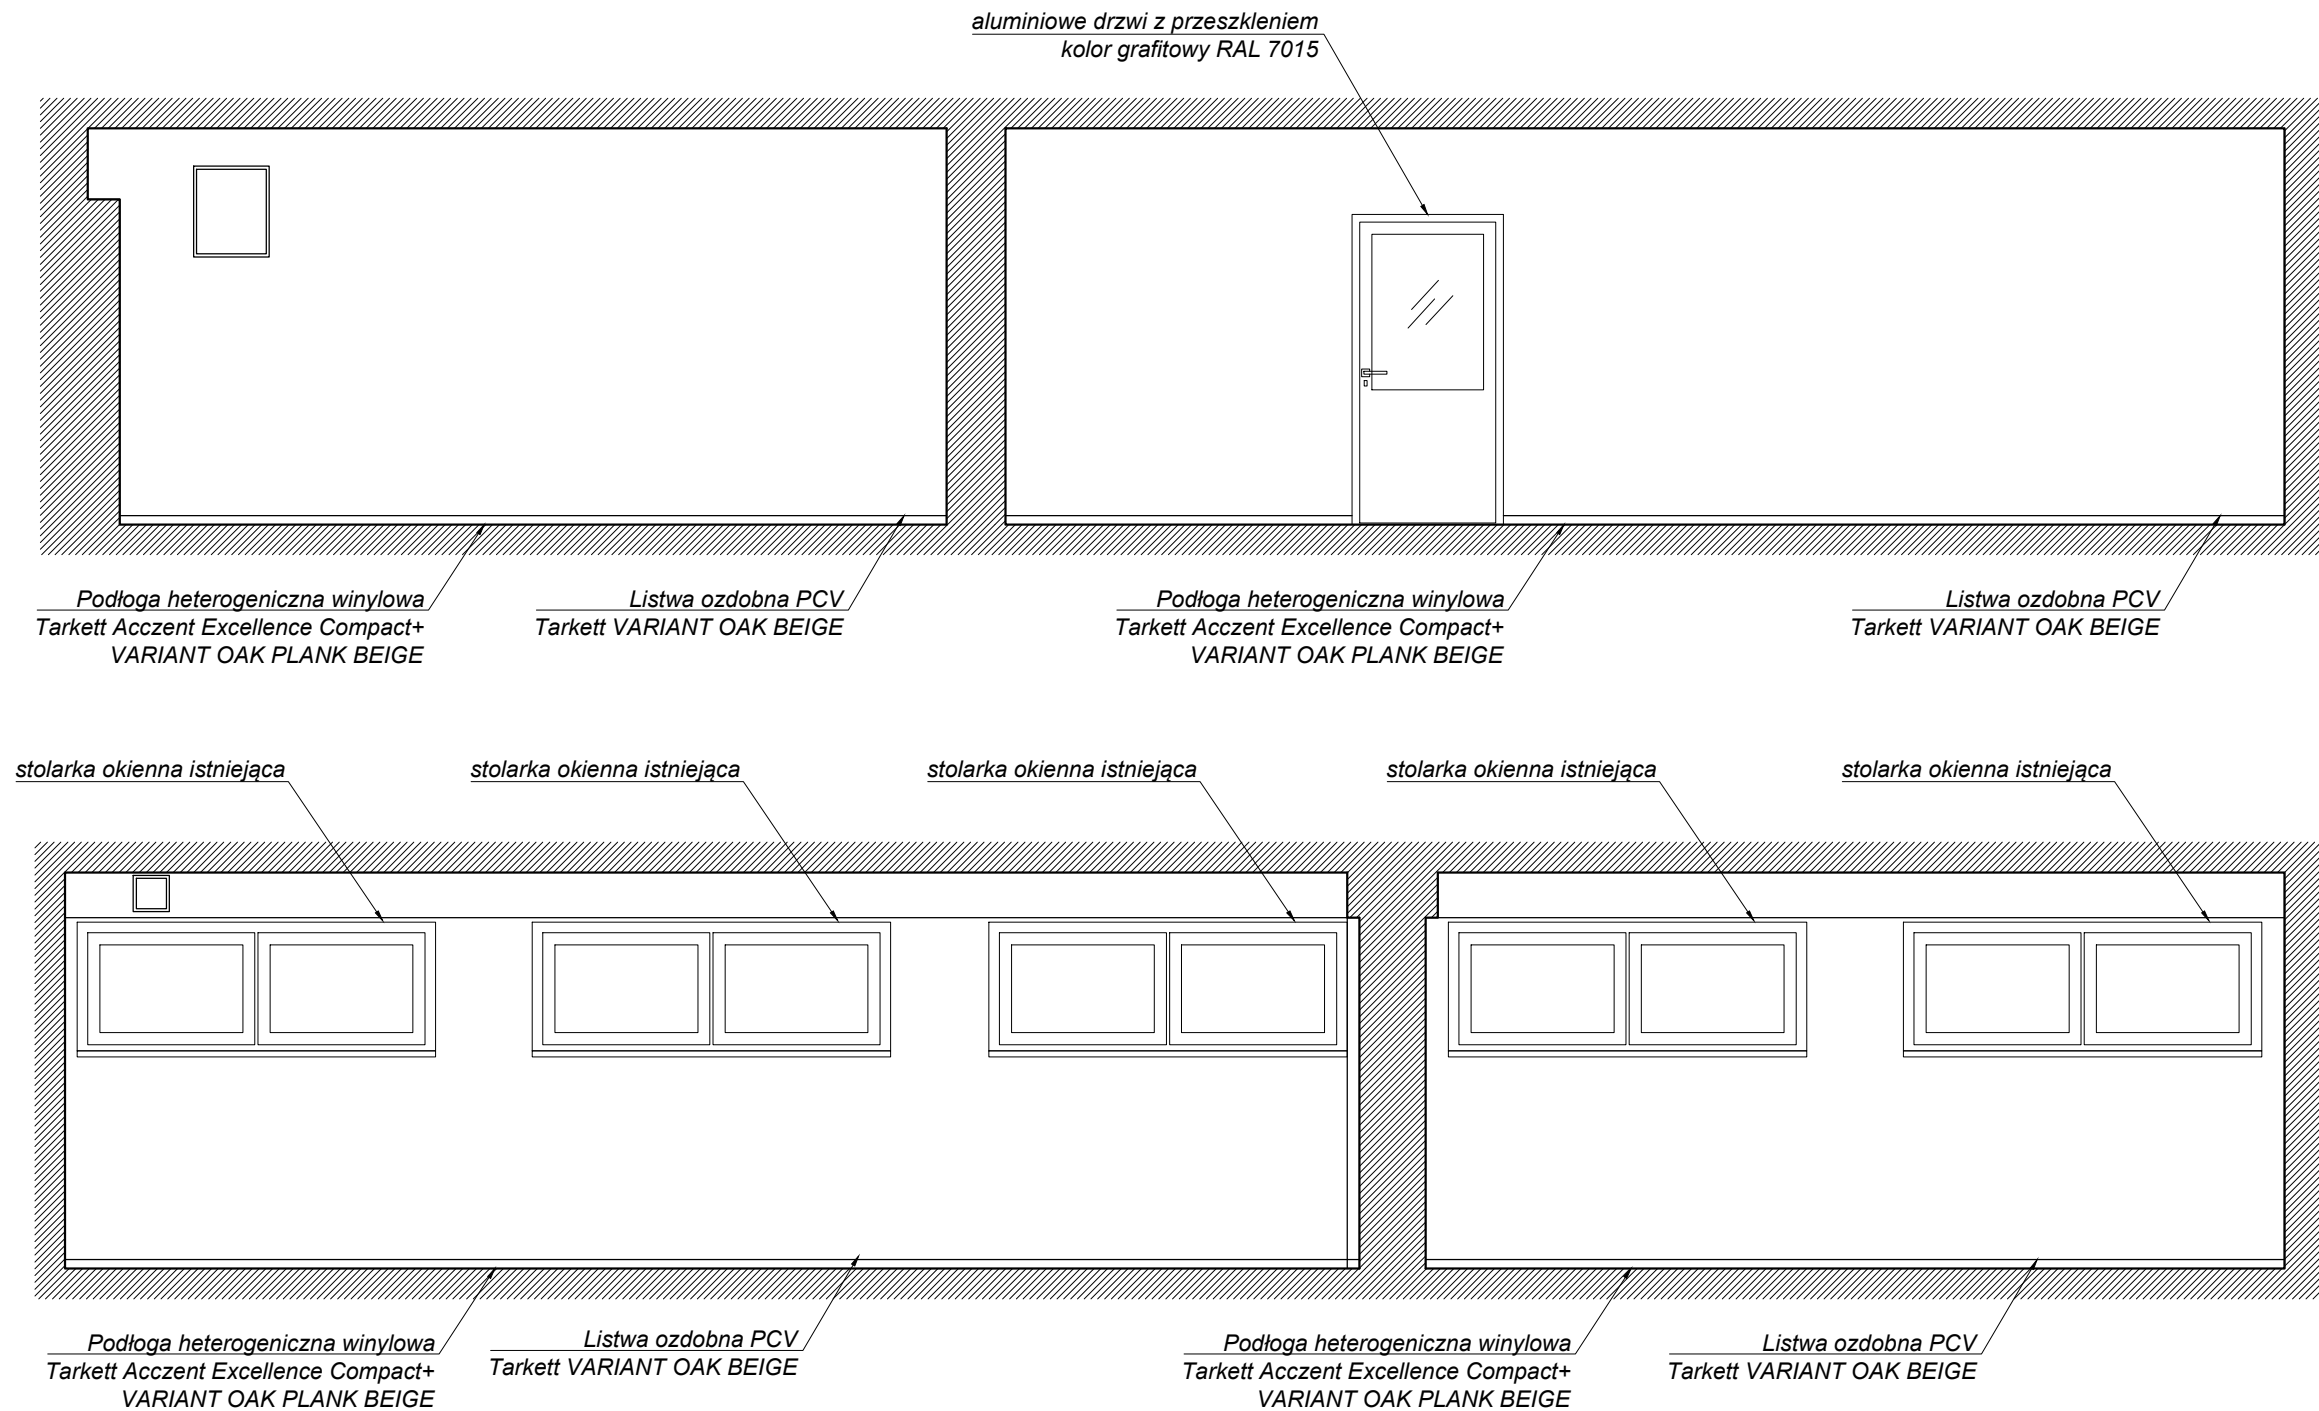 aluminiowe drzwi z przeszkleniem
kolor grafitowy RAL 7015
Podłoga heterogeniczna winylowa
Tarkett Acczent Excellence Compact+
VARIANT OAK PLANK BEIGE
Listwa ozdobna PCV
Tarkett VARIANT OAK BEIGE
Podłoga heterogeniczna winylowa
Tarkett Acczent Excellence Compact+
VARIANT OAK PLANK BEIGE
Listwa ozdobna PCV
Tarkett VARIANT OAK BEIGE
stolarka okienna istniejąca
stolarka okienna istniejąca
stolarka okienna istniejąca
stolarka okienna istniejąca
stolarka okienna istniejąca
Podłoga heterogeniczna winylowa
Tarkett Acczent Excellence Compact+
VARIANT OAK PLANK BEIGE
Listwa ozdobna PCV
Tarkett VARIANT OAK BEIGE
Podłoga heterogeniczna winylowa
Tarkett Acczent Excellence Compact+
VARIANT OAK PLANK BEIGE
Listwa ozdobna PCV
Tarkett VARIANT OAK BEIGE